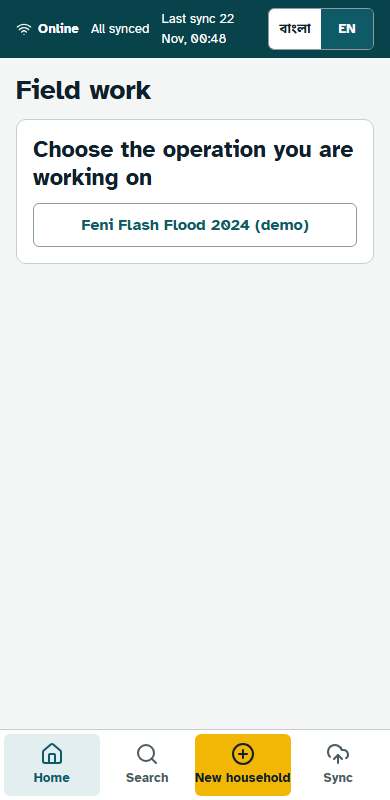 Online
All synced
Last sync 22
Nov, 00:48
বাংলা
EN
Field work
Choose the operation you are
working on
Feni Flash Flood 2024 (demo)
Home
Search
New household
Sync